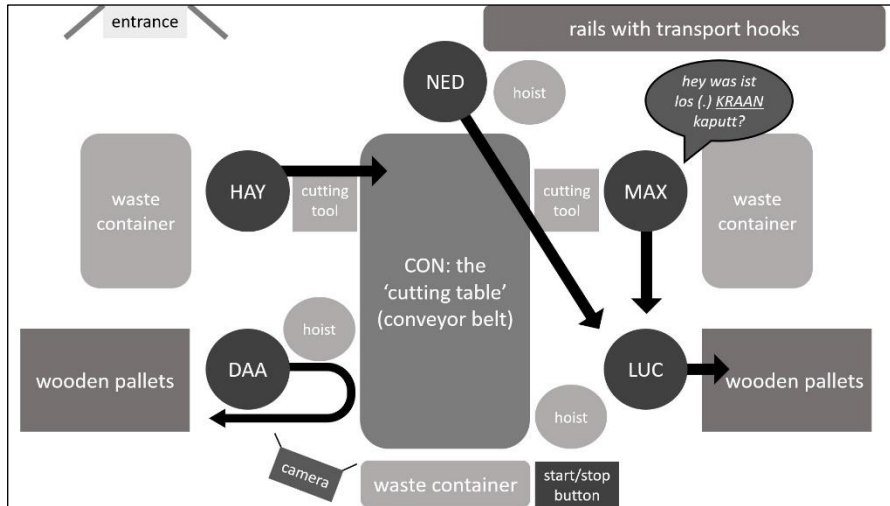 entrance
rails with transport hooks
NED
hoist
hey was ist
los (.) KRAAN
kaputt?
waste
container
HAY
cutting
tool
cutting
tool
MAX
waste
container
CON: the
‘cutting table’
(conveyor belt)
wooden pallets
DAA
hoist
LUC
wooden pallets
hoist
camera
waste container
start/stop
button